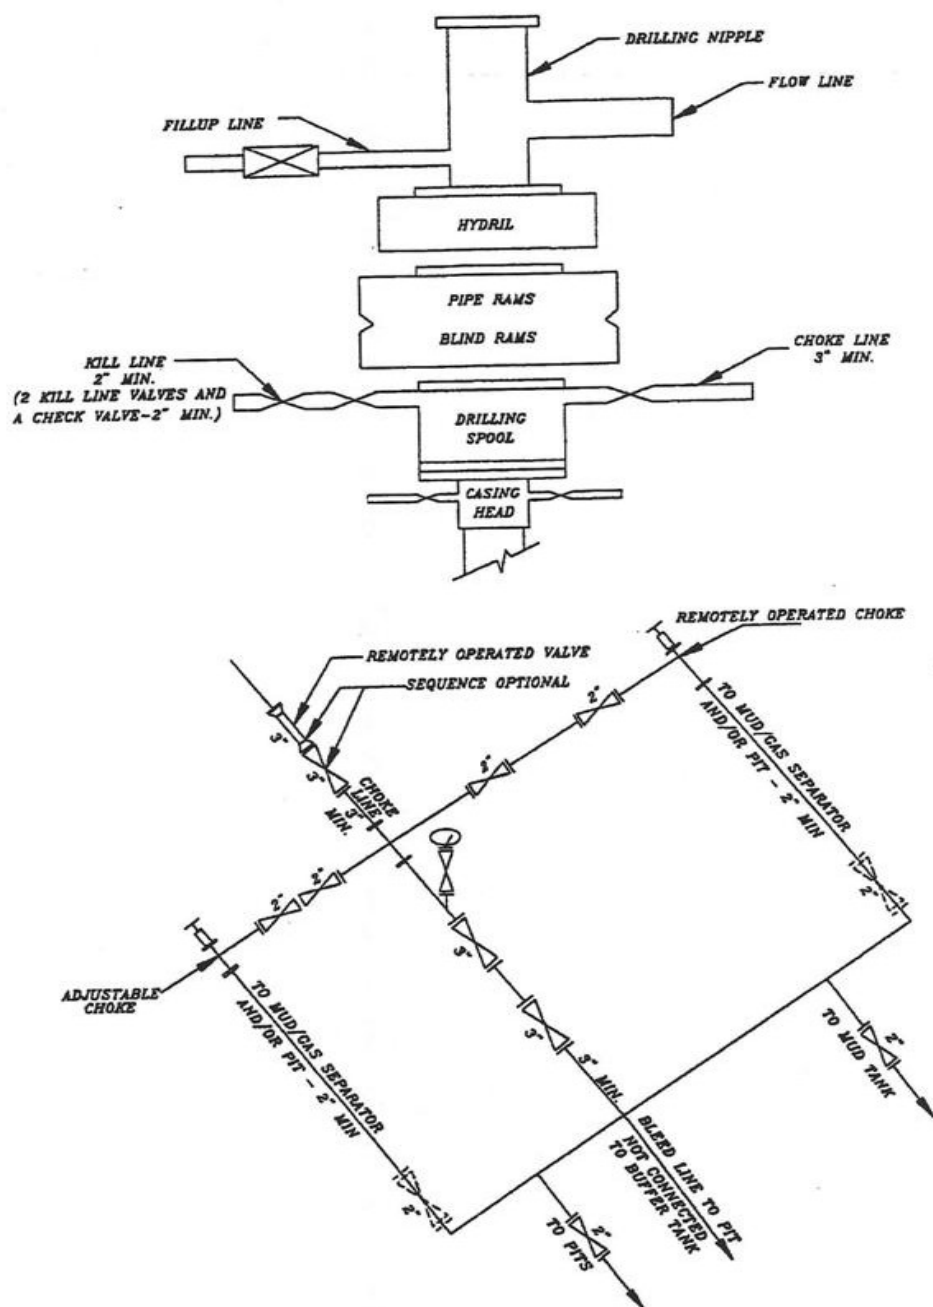 DRILLING NIPPLE
FLOW LINE
FILLUP LINE
HYDRIL
PIPE RAMS
BLIND RAMS
KILL LINE
2" MIN.
(2 KILL LINE VALVES AND
A CHECK VALVE-2" MIN.)
CHOKE LINE
3" MIN.
DRILLING
SPOOL
CASING
HEAD
REMOTELY OPERATED CHOKE
REMOTELY OPERATED VALVE
SEQUENCE OPTIONAL
3"
3"
CHOKE
LINE
3"
MIN.
2"
2"
2"
2"
TO MUD/GAS SEPARATOR
AND/OR PIT - 2" MIN
2"
ADJUSTABLE
CHOKE
TO MUD/GAS SEPARATOR
AND/OR PIT - 2" MIN
2"
3"
3"
3" MIN.
BLEED LINE TO PIT
NOT CONNECTED
TO BUFFER TANK
2"
TO MUD TANK
2"
TO PITS